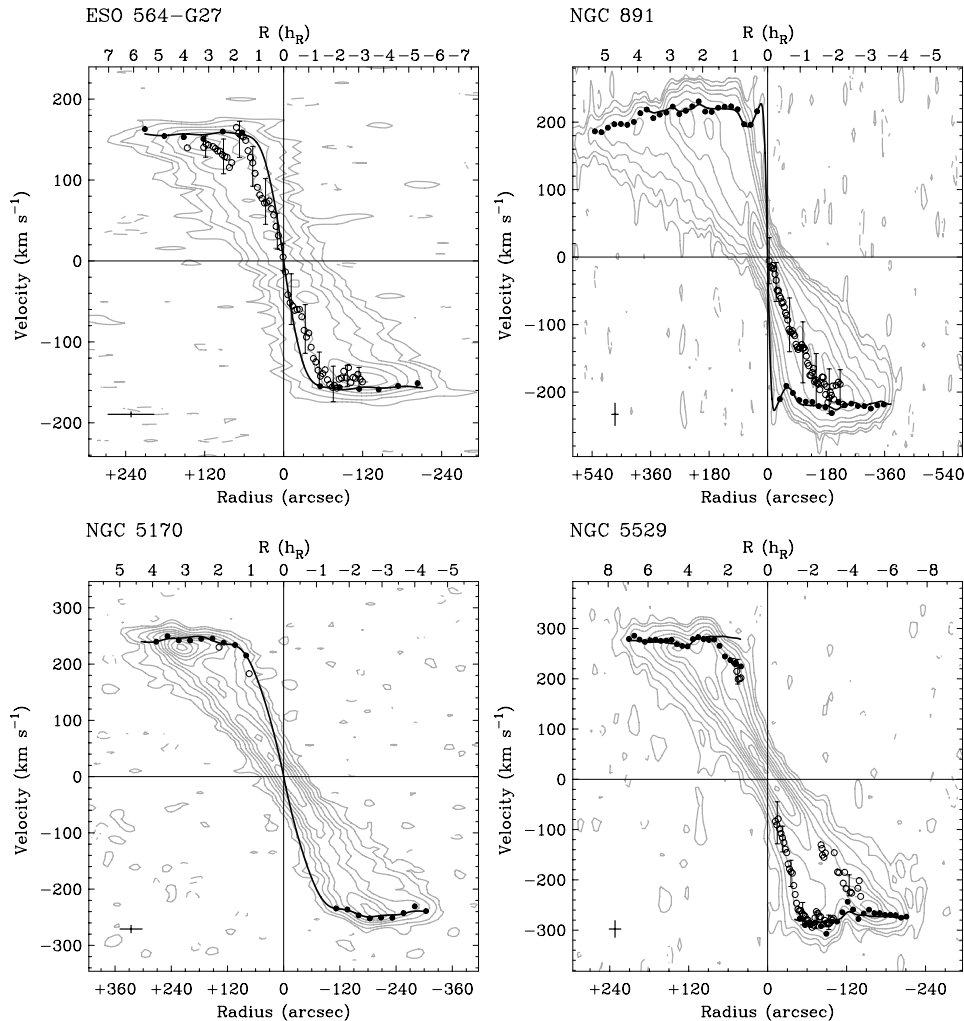 ESO 564-G27
R (h_R)
7 6 5 4 3 2 1 0 -1 -2 -3 -4 -5 -6 -7
Velocity (km s⁻¹)
200
100
0
-100
-200
+240 +120 0 -120 -240
Radius (arcsec)
NGC 891
R (h_R)
5 4 3 2 1 0 -1 -2 -3 -4 -5
Velocity (km s⁻¹)
200
100
0
-100
-200
+540 +360 +180 0 -180 -360 -540
Radius (arcsec)
NGC 5170
R (h_R)
5 4 3 2 1 0 -1 -2 -3 -4 -5
Velocity (km s⁻¹)
300
200
100
0
-100
-200
-300
+360 +240 +120 0 -120 -240 -360
Radius (arcsec)
NGC 5529
R (h_R)
8 6 4 2 0 -2 -4 -6 -8
Velocity (km s⁻¹)
300
200
100
0
-100
-200
-300
+240 +120 0 -120 -240
Radius (arcsec)